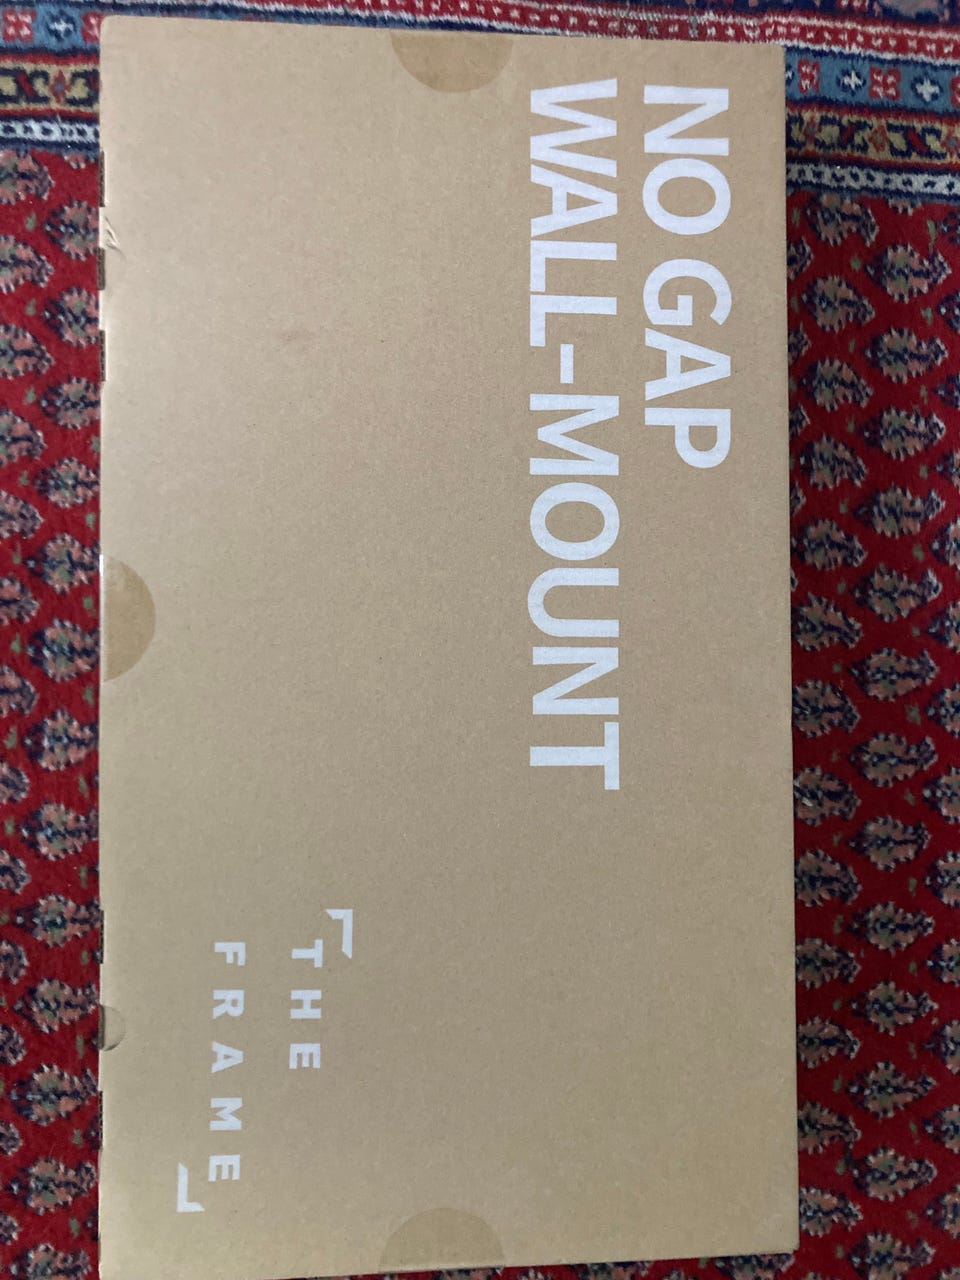 NO GAP
WALL-MOUNT
THE
FRAME